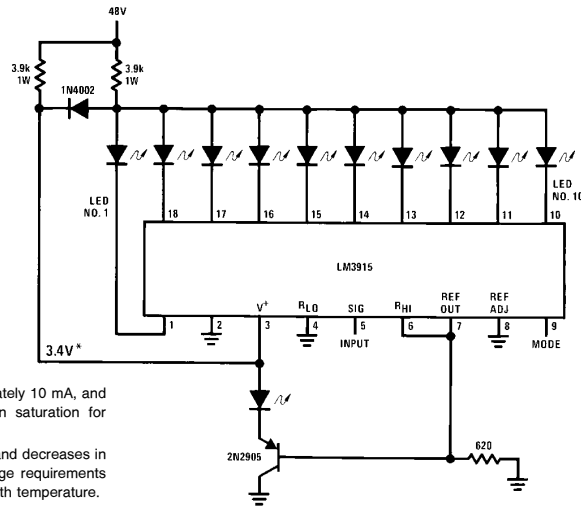 48V
3.9k
1W
3.9k
1W
1N4002
LED
NO. 1
LED
NO. 10
18
17
16
15
14
13
12
11
10
LM3915
V+
RLO
SIG
RHI
REF
OUT
REF
ADJ
1
2
3
4
5
6
7
8
9
INPUT
MODE
3.4V*
ately 10 mA, and
n saturation for
and decreases in
ge requirements
th temperature.
2N2905
620